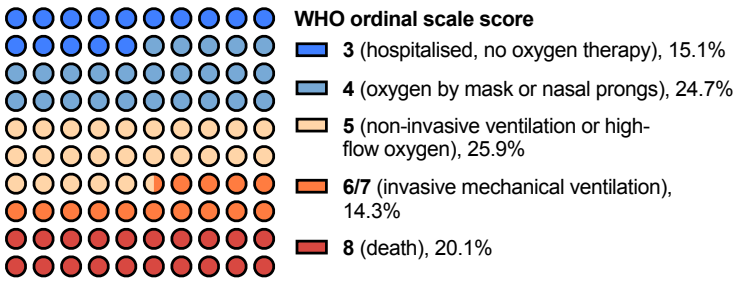 WHO ordinal scale score
3 (hospitalised, no oxygen therapy), 15.1%
4 (oxygen by mask or nasal prongs), 24.7%
5 (non-invasive ventilation or high-
flow oxygen), 25.9%
6/7 (invasive mechanical ventilation),
14.3%
8 (death), 20.1%